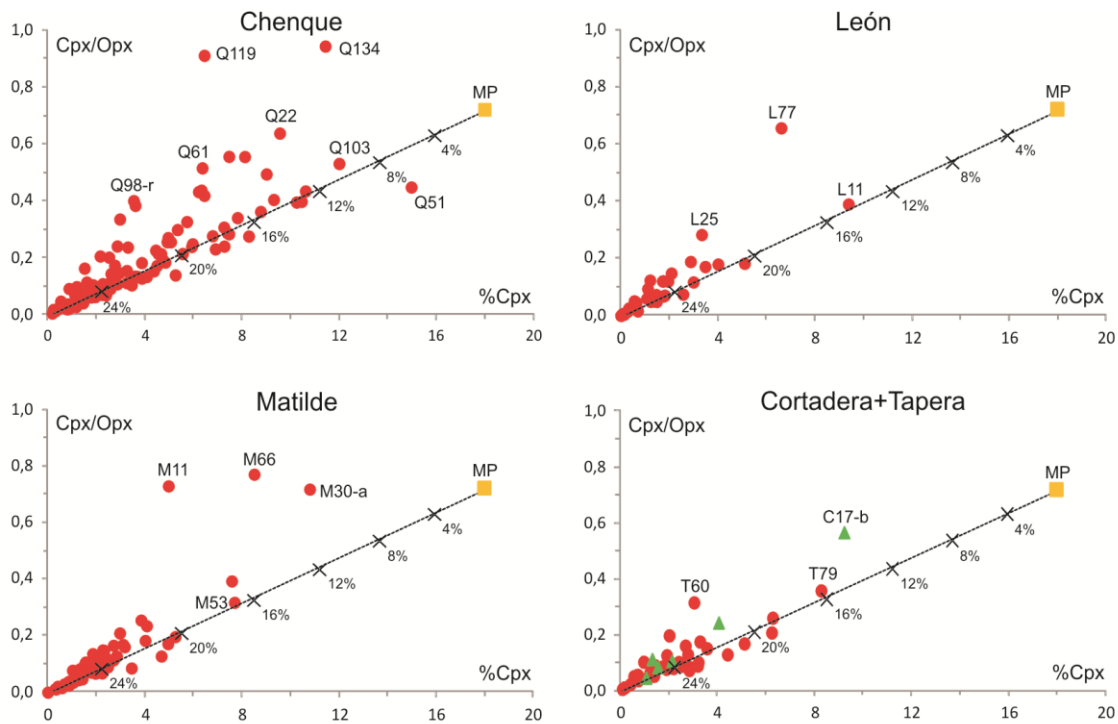 Chenque
1,0
Cpx/Opx
Q119
Q134
0,8
MP
Q22
0,6
Q61
Q103
4%
Q98-r
8%
0,4
12%
Q51
16%
0,2
20%
24%
%Cpx
0,0
0 4 8 12 16 20
León
1,0
Cpx/Opx
0,8
MP
L77
0,6
4%
8%
0,4
L11
12%
L25
16%
0,2
20%
24%
%Cpx
0,0
0 4 8 12 16 20
Matilde
1,0
Cpx/Opx
0,8
M11
M66
MP
M30-a
0,6
4%
8%
0,4
12%
M53
16%
0,2
20%
24%
%Cpx
0,0
0 4 8 12 16 20
Cortadera+Tapera
1,0
Cpx/Opx
0,8
MP
C17-b
0,6
4%
8%
0,4
T60
T79
12%
16%
0,2
20%
24%
%Cpx
0,0
0 4 8 12 16 20